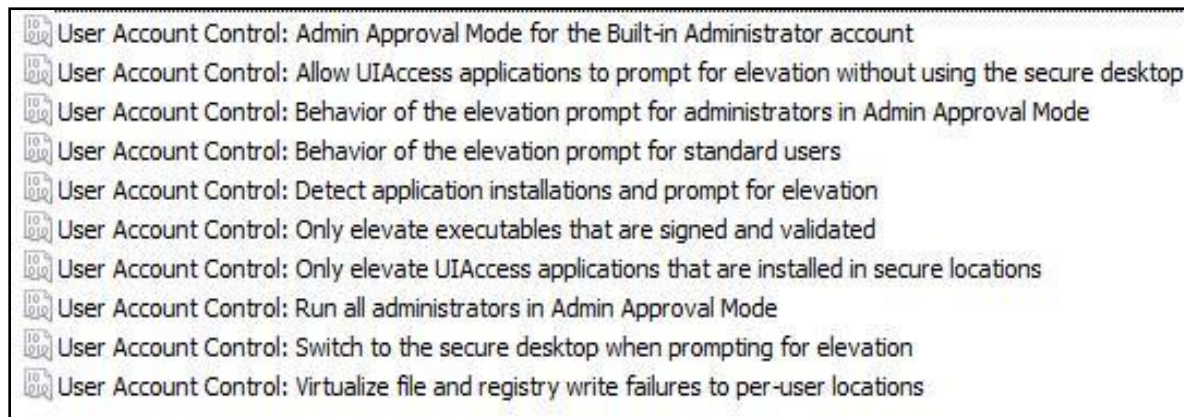 User Account Control: Admin Approval Mode for the Built-in Administrator account
User Account Control: Allow UIAccess applications to prompt for elevation without using the secure desktop
User Account Control: Behavior of the elevation prompt for administrators in Admin Approval Mode
User Account Control: Behavior of the elevation prompt for standard users
User Account Control: Detect application installations and prompt for elevation
User Account Control: Only elevate executables that are signed and validated
User Account Control: Only elevate UIAccess applications that are installed in secure locations
User Account Control: Run all administrators in Admin Approval Mode
User Account Control: Switch to the secure desktop when prompting for elevation
User Account Control: Virtualize file and registry write failures to per-user locations